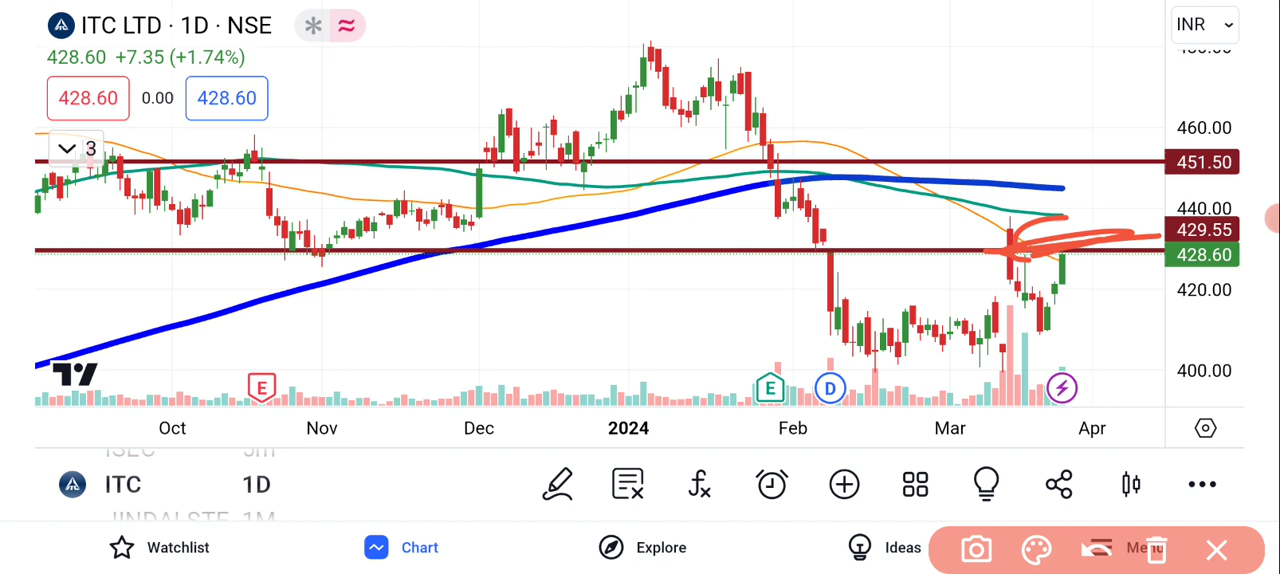 ITC LTD · 1D · NSE
INR
428.60 +7.35 (+1.74%)
428.60 0.00 428.60
3
460.00
451.50
440.00
429.55
428.60
420.00
400.00
E E D
Oct Nov Dec 2024 Feb Mar Apr
ITC 1D
JINDALSTE 1M
Watchlist Chart Explore Ideas Menu